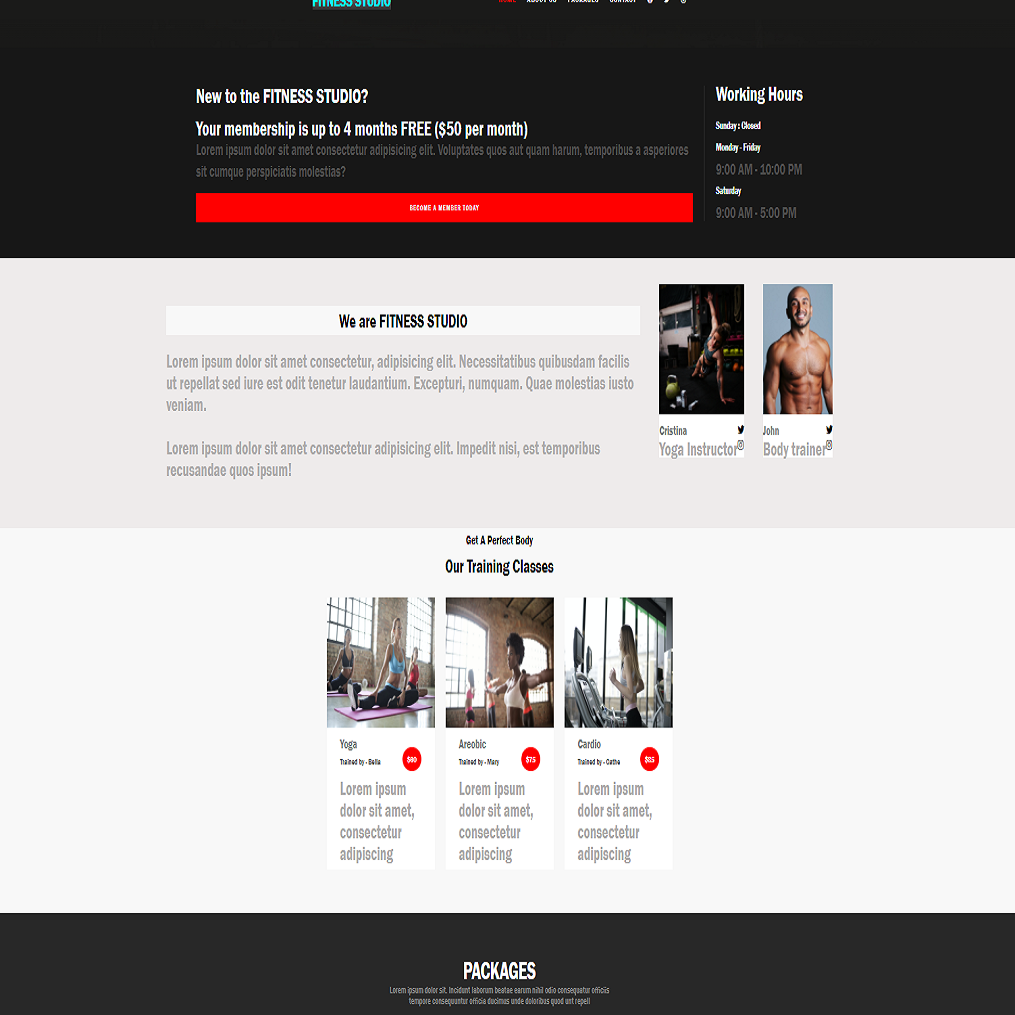 FITNESS STUDIO
HOME ABOUT US PACKAGES CONTACT
New to the FITNESS STUDIO?
Your membership is up to 4 months FREE ($50 per month)
Lorem ipsum dolor sit amet consectetur adipisicing elit. Voluptates quos aut quam harum, temporibus a asperiores
sit cumque perspiciatis molestias?
BECOME A MEMBER TODAY
Working Hours
Sunday : Closed
Monday - Friday
9:00 AM - 10:00 PM
Saturday
9:00 AM - 5:00 PM
We are FITNESS STUDIO
Lorem ipsum dolor sit amet consectetur, adipisicing elit. Necessitatibus quibusdam facilis
ut repellat sed iure est odit tenetur laudantium. Excepturi, numquam. Quae molestias iusto
veniam.
Lorem ipsum dolor sit amet consectetur adipisicing elit. Impedit nisi, est temporibus
recusandae quos ipsum!
Cristina
Yoga Instructor
John
Body trainer
Get A Perfect Body
Our Training Classes
Yoga
Trained by - Bella
$60
Lorem ipsum
dolor sit amet,
consectetur
adipiscing
Areobic
Trained by - Mary
$75
Lorem ipsum
dolor sit amet,
consectetur
adipiscing
Cardio
Trained by - Cathe
$85
Lorem ipsum
dolor sit amet,
consectetur
adipiscing
PACKAGES
Lorem ipsum dolor sit. Incidunt laborum beatae earum nihil odio consequatur officiis
tempore consequuntur officia ducimus unde doloribus quod unt repell